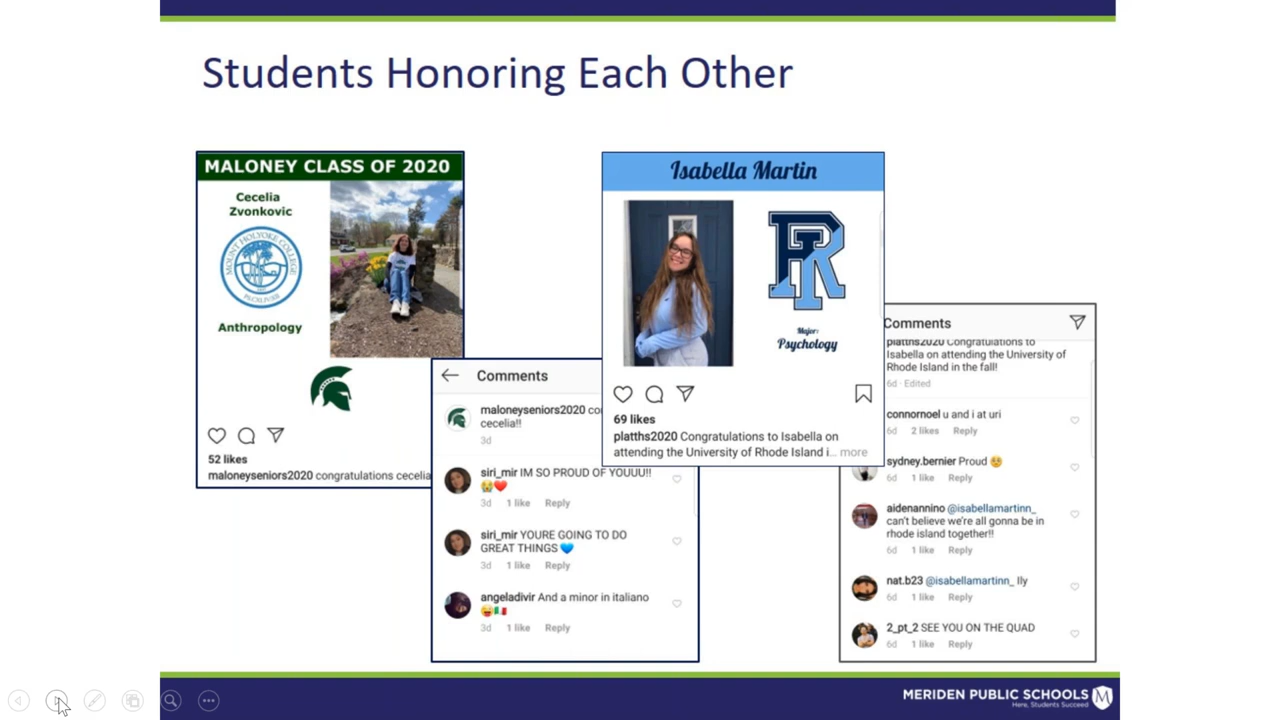 Students Honoring Each Other
MALONEY CLASS OF 2020
Cecelia
Zvonkovic
MOUNT HOLYOKE COLLEGE
Anthropology
52 likes
maloneyseniors2020 congratulations cecelia
Comments
maloneyseniors2020
cecelia!!
3d
siri_mir IM SO PROUD OF YOUUU!!
😭❤️
3d 1 like Reply
siri_mir YOURE GOING TO DO
GREAT THINGS 💙
3d 1 like Reply
angeladivir And a minor in italiano
😜🇮🇹
3d 1 like Reply
Isabella Martin
RI
Major:
Psychology
69 likes
platths2020 Congratulations to Isabella on
attending the University of Rhode Island i... more
Comments
platths2020 Congratulations to
Isabella on attending the University of
Rhode Island in the fall!
6d · Edited
connornoel u and i at uri
6d 2 likes Reply
sydney.bernier Proud 🥺
6d 1 like Reply
aidenannino @isabellamartinn_
can't believe we're all gonna be in
rhode island together!!
6d 1 like Reply
nat.b23 @isabellamartinn_ Ily
6d 1 like Reply
2_pt_2 SEE YOU ON THE QUAD
6d 1 like Reply
MERIDEN PUBLIC SCHOOLS
Here, Students Succeed
M